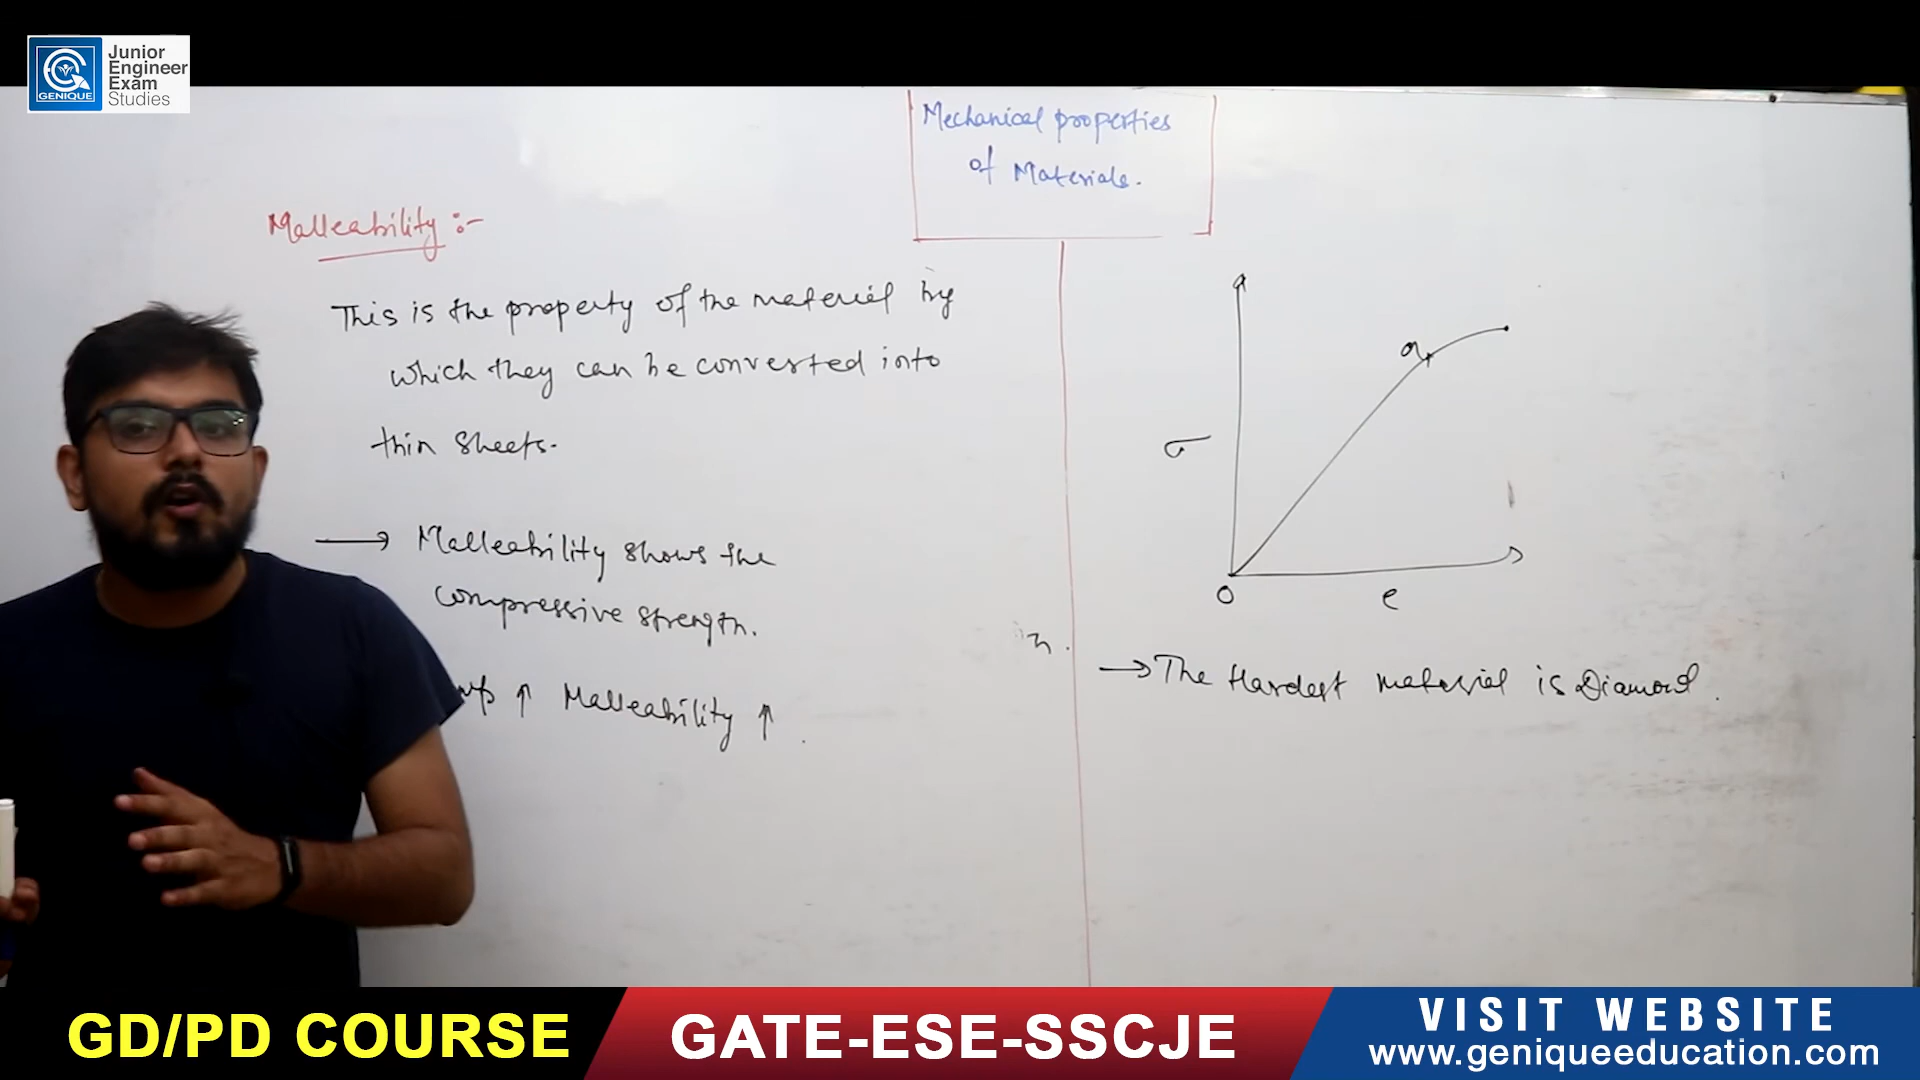 Junior
Engineer
Exam
Studies
GENIQUE
Mechanical properties
of Materials.
Malleability :-
This is the property of the material by
which they can be converted into
thin sheets.
→ Malleability shows the
compressive strength.
↑ Malleability ↑
σ
O
e
n.
→ The Hardest material is Diamond.
GD/PD COURSE
GATE-ESE-SSCJE
VISIT WEBSITE
www.geniqueeducation.com